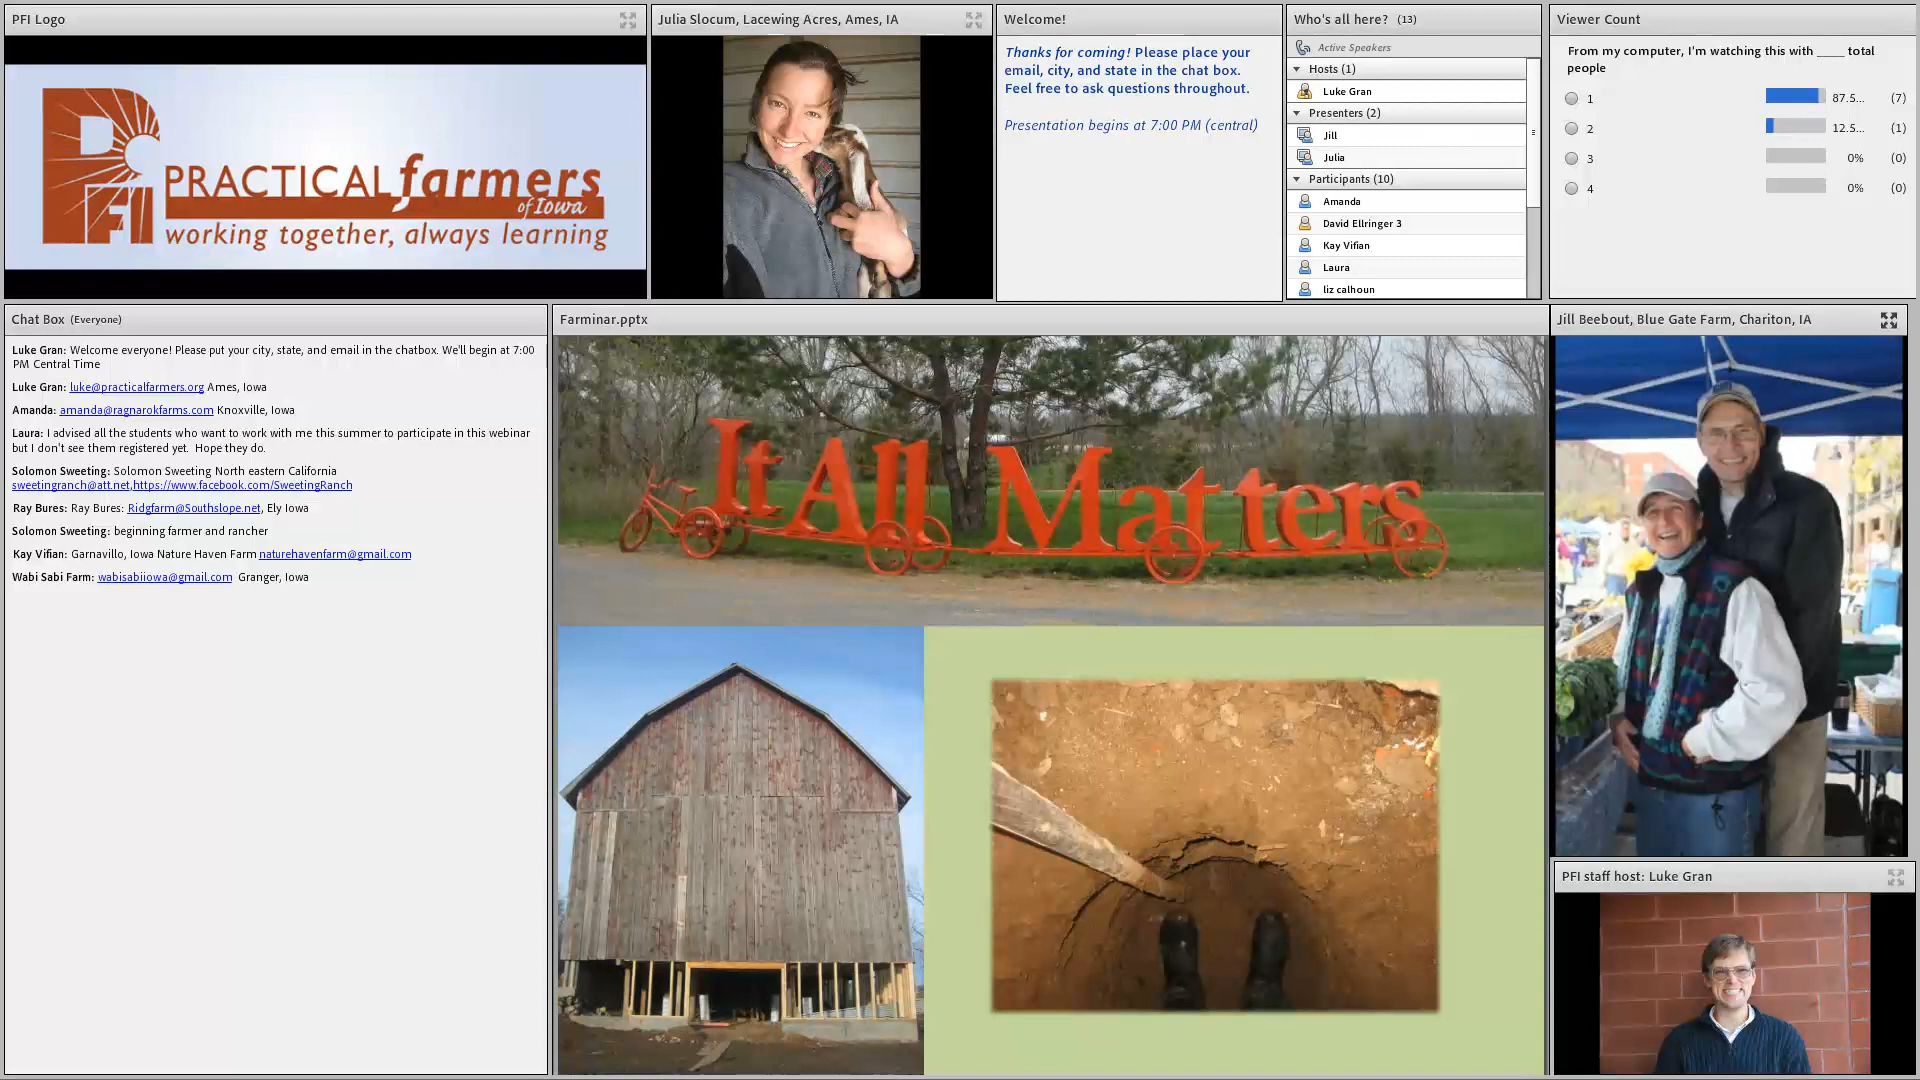 PFI Logo
PRACTICAL farmers
of Iowa
PFI
working together, always learning
Julia Slocum, Lacewing Acres, Ames, IA
Welcome!
Thanks for coming! Please place your
email, city, and state in the chat box.
Feel free to ask questions throughout.
Presentation begins at 7:00 PM (central)
Who's all here? (13)
Active Speakers
Hosts (1)
Luke Gran
Presenters (2)
Jill
Julia
Participants (10)
Amanda
David Ellringer 3
Kay Vifian
Laura
liz calhoun
Viewer Count
From my computer, I'm watching this with ____ total
people
1 87.5... (7)
2 12.5... (1)
3 0% (0)
4 0% (0)
Chat Box (Everyone)
Luke Gran: Welcome everyone! Please put your city, state, and email in the chatbox. We'll begin at 7:00
PM Central Time
Luke Gran: luke@practicalfarmers.org Ames, Iowa
Amanda: amanda@ragnarokfarms.com Knoxville, Iowa
Laura: I advised all the students who want to work with me this summer to participate in this webinar
but I don't see them registered yet. Hope they do.
Solomon Sweeting: Solomon Sweeting North eastern California
sweetingranch@att.net,https://www.facebook.com/SweetingRanch
Ray Bures: Ray Bures: Ridgfarm@Southslope.net, Ely Iowa
Solomon Sweeting: beginning farmer and rancher
Kay Vifian: Garnavillo, Iowa Nature Haven Farm naturehavenfarm@gmail.com
Wabi Sabi Farm: wabisabiiowa@gmail.com Granger, Iowa
Farminar.pptx
It All Matters
Jill Beebout, Blue Gate Farm, Chariton, IA
PFI staff host: Luke Gran